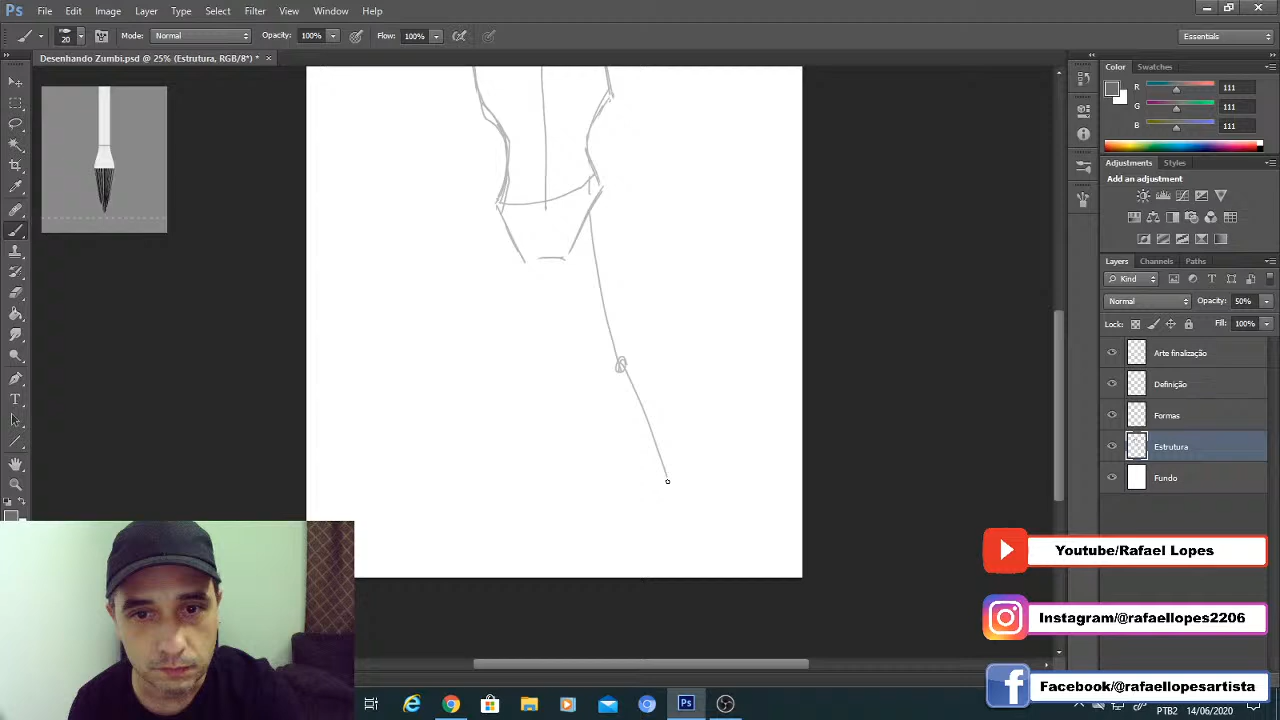 Ps File Edit Image Layer Type Select Filter View Window Help
20 Mode: Normal Opacity: 100% Flow: 100% Essentials
Desenhando Zumbi.psd @ 25% (Estrutura, RGB/8*) * ×
Color Swatches
R 111
G 111
B 111
Adjustments Styles
Add an adjustment
Layers Channels Paths
Kind T
Normal Opacity: 50%
Lock: Fill: 100%
Arte finalização
Definição
Formas
Estrutura
Fundo
Youtube/Rafael Lopes
Instagram/@rafaellopes2206
Facebook/@rafaellopesartista
Ps PTB2 14/06/2020